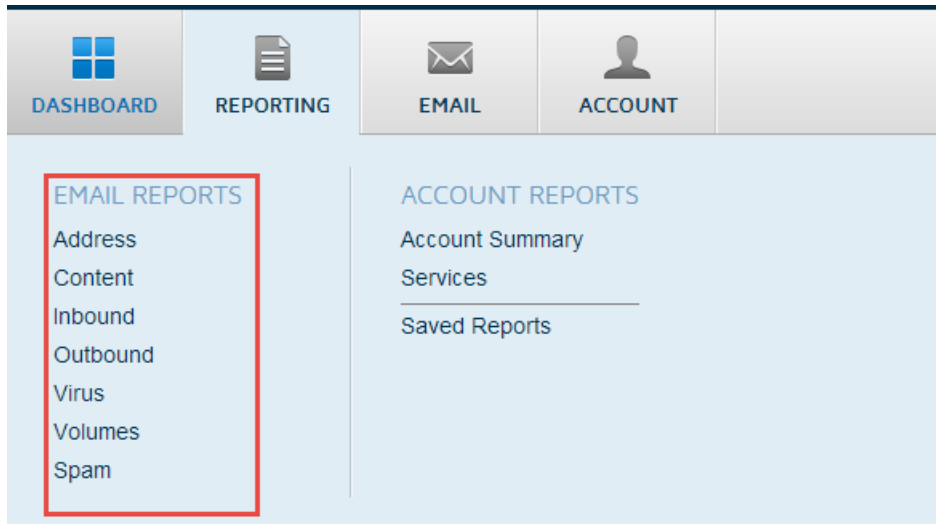 DASHBOARD
REPORTING
EMAIL
ACCOUNT
EMAIL REPORTS
Address
Content
Inbound
Outbound
Virus
Volumes
Spam
ACCOUNT REPORTS
Account Summary
Services
Saved Reports